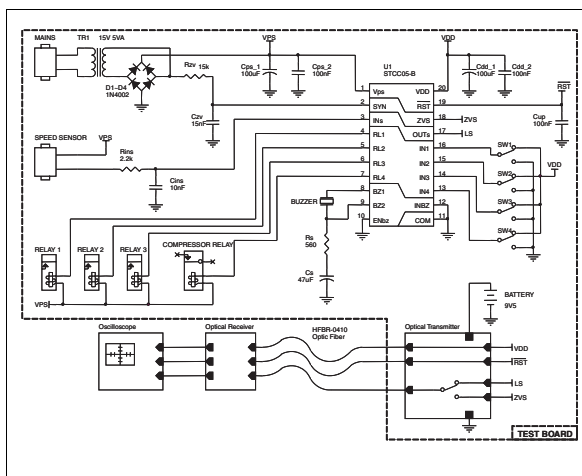 MAINS
TR1
15V 5VA
D1-D4
1N4002
Rzv 15k
Czv
15nF
VPS
Cps_1
100uF
Cps_2
100nF
U1
STCC05-B
VDD
Cdd_1
100uF
Cdd_2
100nF
RST
Cup
100nF
1 Vps VDD 20
2 SYN RST 19
3 INs ZVS 18 ZVS
4 RL1 OUTs 17 LS
5 RL2 IN1 16
6 RL3 IN2 15
7 RL4 IN3 14
8 BZ1 IN4 13
9 BZ2 INBZ 12
10 ENbz COM 11
SW1
SW2
VDD
SW3
SW4
SPEED SENSOR
VPS
Rins
2.2k
Cins
10nF
BUZZER
Rs
560
Cs
47uF
RELAY 1
RELAY 2
RELAY 3
COMPRESSOR RELAY
VPS
BATTERY
9V5
Oscilloscope
Optical Receiver
HFBR-0410
Optic Fiber
Optical Transmitter
VDD
RST
LS
ZVS
TEST BOARD